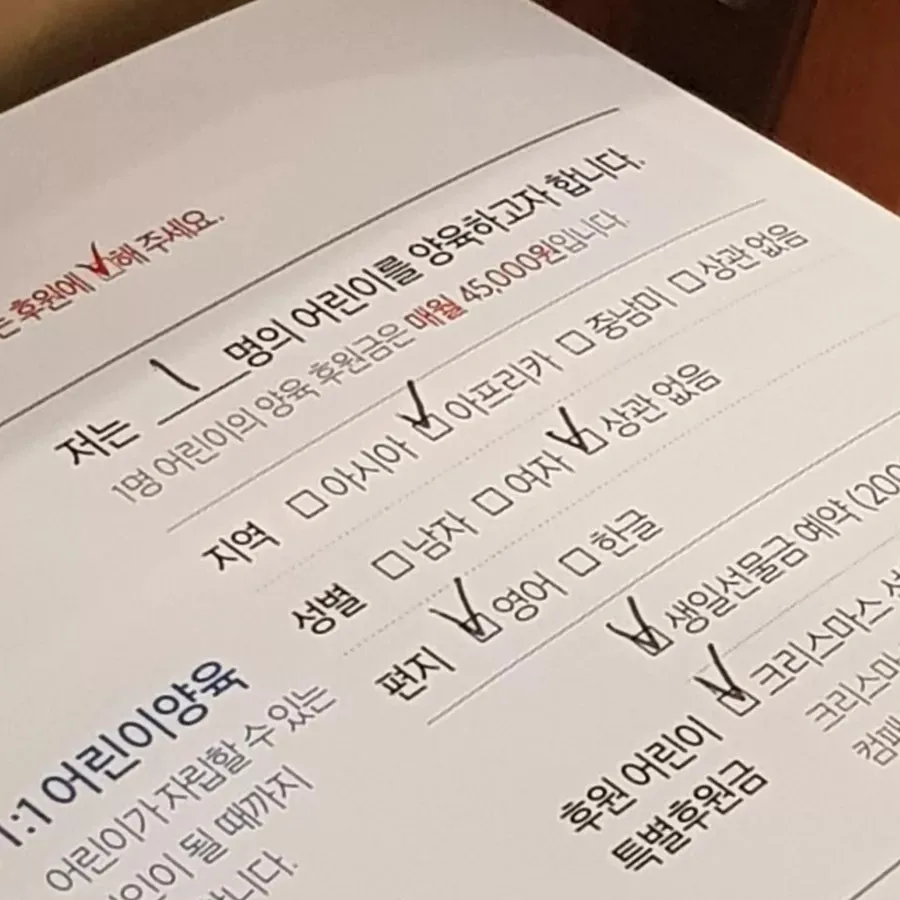 후원에 ☑해 주세요.
저는 1 명의 어린이를 양육하고자 합니다.
1명 어린이의 양육 후원금은 매월 45,000원입니다.
지역 ☐ 아시아 ☑ 아프리카 ☐ 중남미 ☐ 상관 없음
성별 ☐ 남자 ☐ 여자 ☑ 상관 없음
편지 ☑ 영어 ☐ 한글
1:1 어린이양육
어린이가 자립할 수 있는
될 때까지
후원 어린이
특별후원금
☑ 생일선물금 예약 (200
☑ 크리스마스